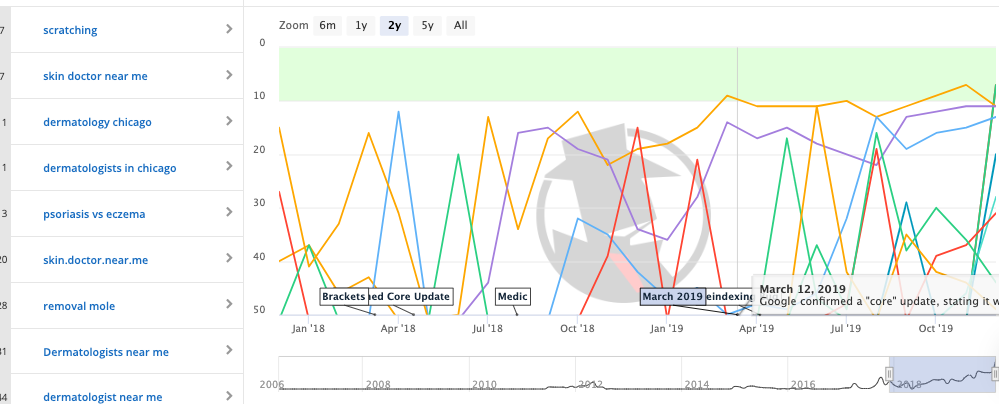 Zoom 6m 1y 2y 5y All
7 scratching
7 skin doctor near me
1 dermatology chicago
1 dermatologists in chicago
3 psoriasis vs eczema
20 skin.doctor.near.me
28 removal mole
31 Dermatologists near me
44 dermatologist near me
0
10
20
30
40
50
Brackets ed Core Update Medic March 2019 eindexing
March 12, 2019
Google confirmed a "core" update, stating it w
Jan '18 Apr '18 Jul '18 Oct '18 Jan '19 Apr '19 Jul '19 Oct '19
2006 2008 2010 2012 2014 2016 2018